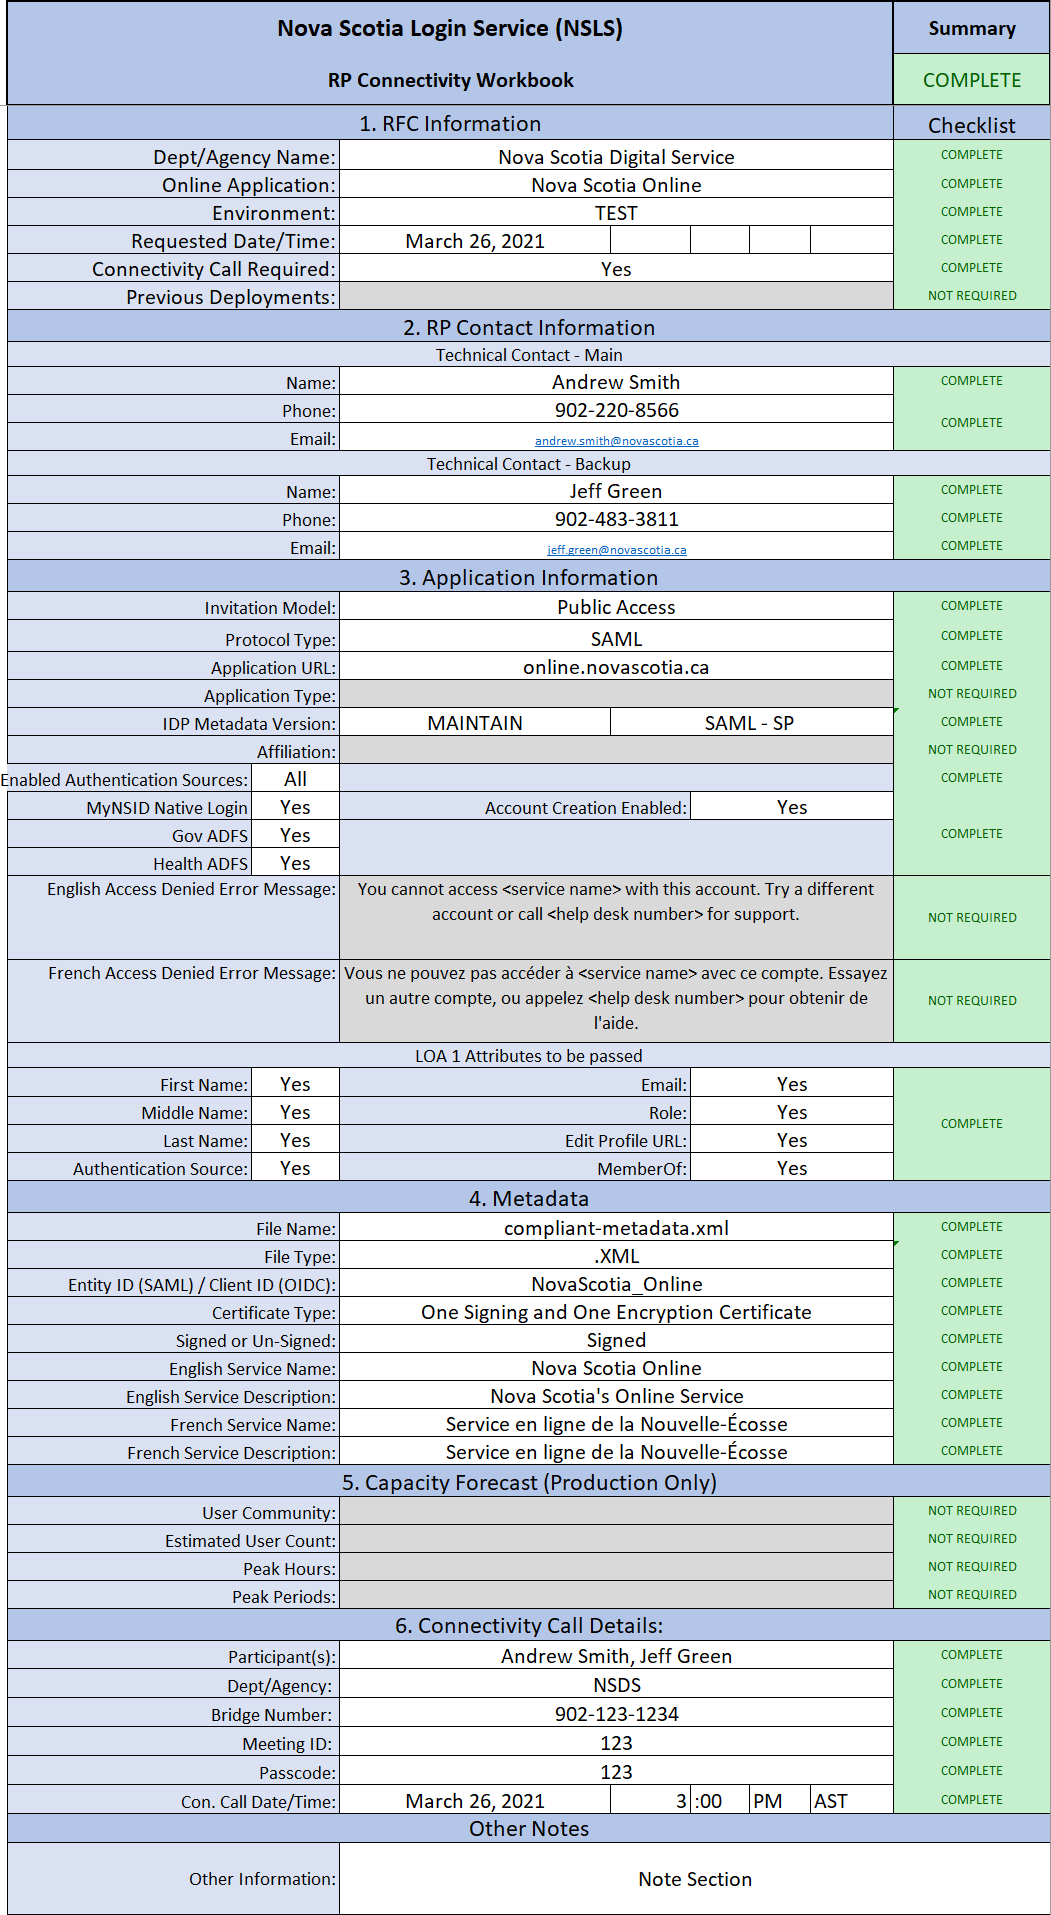 Nova Scotia Login Service (NSLS) Summary
RP Connectivity Workbook COMPLETE
1. RFC Information Checklist
Dept/Agency Name: Nova Scotia Digital Service COMPLETE
Online Application: Nova Scotia Online COMPLETE
Environment: TEST COMPLETE
Requested Date/Time: March 26, 2021 COMPLETE
Connectivity Call Required: Yes COMPLETE
Previous Deployments: NOT REQUIRED
2. RP Contact Information
Technical Contact - Main
Name: Andrew Smith COMPLETE
Phone: 902-220-8566
COMPLETE
Email: andrew.smith@novascotia.ca
Technical Contact - Backup
Name: Jeff Green COMPLETE
Phone: 902-483-3811 COMPLETE
Email: jeff.green@novascotia.ca COMPLETE
3. Application Information
Invitation Model: Public Access COMPLETE
Protocol Type: SAML COMPLETE
Application URL: online.novascotia.ca COMPLETE
Application Type: NOT REQUIRED
IDP Metadata Version: MAINTAIN SAML - SP COMPLETE
Affiliation: NOT REQUIRED
Enabled Authentication Sources: All COMPLETE
MyNSID Native Login Yes Account Creation Enabled: Yes
Gov ADFS Yes COMPLETE
Health ADFS Yes
English Access Denied Error Message: You cannot access <service name> with this account. Try a different
account or call <help desk number> for support.
NOT REQUIRED
French Access Denied Error Message: Vous ne pouvez pas accéder à <service name> avec ce compte. Essayez
un autre compte, ou appelez <help desk number> pour obtenir de
l'aide.
NOT REQUIRED
LOA 1 Attributes to be passed
First Name: Yes Email: Yes
Middle Name: Yes Role: Yes
COMPLETE
Last Name: Yes Edit Profile URL: Yes
Authentication Source: Yes MemberOf: Yes
4. Metadata
File Name: compliant-metadata.xml COMPLETE
File Type: .XML COMPLETE
Entity ID (SAML) / Client ID (OIDC): NovaScotia_Online COMPLETE
Certificate Type: One Signing and One Encryption Certificate COMPLETE
Signed or Un-Signed: Signed COMPLETE
English Service Name: Nova Scotia Online COMPLETE
English Service Description: Nova Scotia's Online Service COMPLETE
French Service Name: Service en ligne de la Nouvelle-Écosse COMPLETE
French Service Description: Service en ligne de la Nouvelle-Écosse COMPLETE
5. Capacity Forecast (Production Only)
User Community: NOT REQUIRED
Estimated User Count: NOT REQUIRED
Peak Hours: NOT REQUIRED
Peak Periods: NOT REQUIRED
6. Connectivity Call Details:
Participant(s): Andrew Smith, Jeff Green COMPLETE
Dept/Agency: NSDS COMPLETE
Bridge Number: 902-123-1234 COMPLETE
Meeting ID: 123 COMPLETE
Passcode: 123 COMPLETE
Con. Call Date/Time: March 26, 2021 3 :00 PM AST COMPLETE
Other Notes
Other Information: Note Section